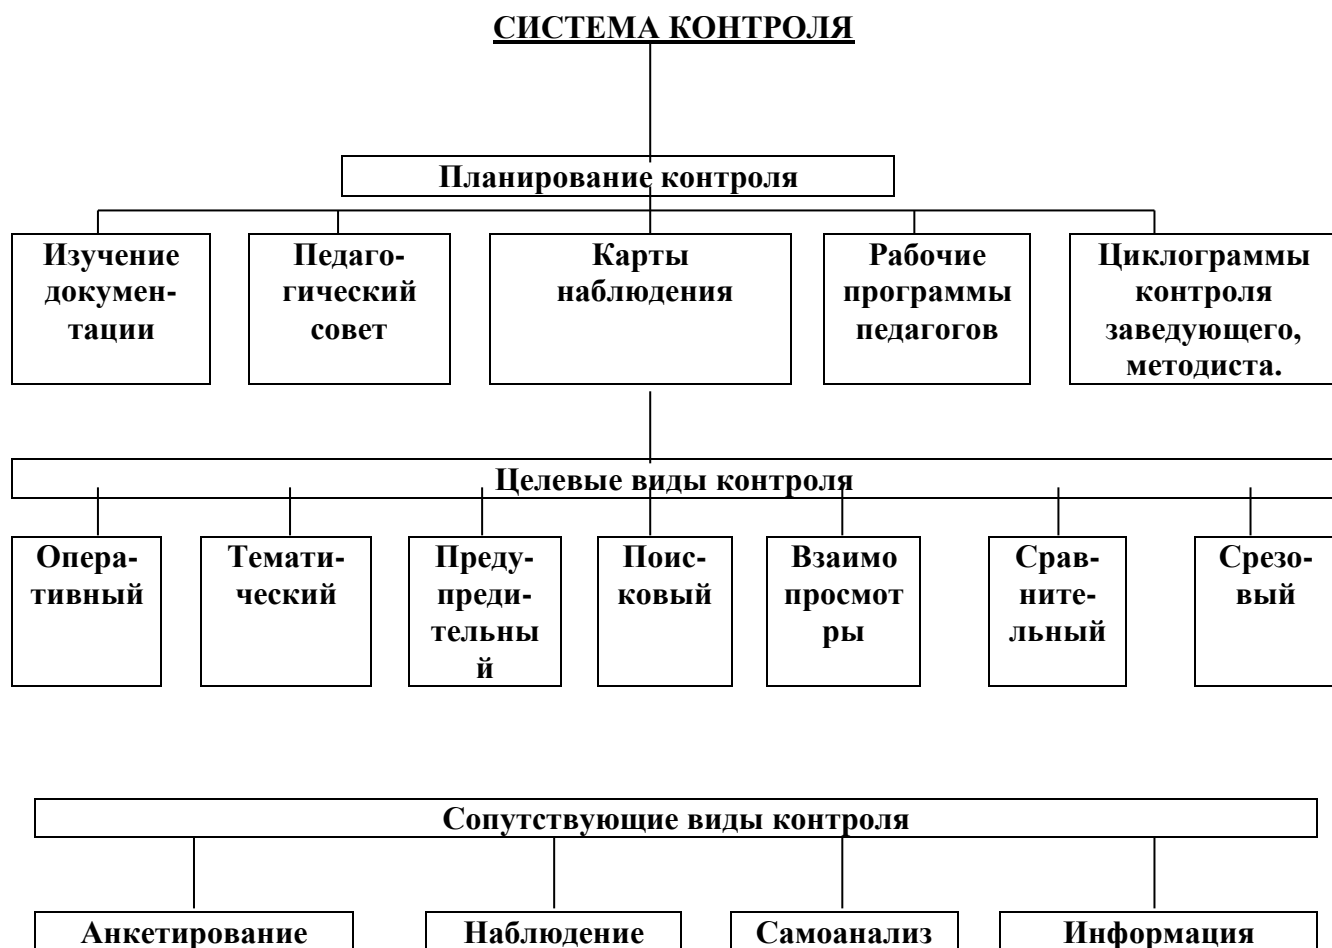 СИСТЕМА КОНТРОЛЯ
Планирование контроля
Изучение
докумен-
тации
Педаго-
гический
совет
Карты
наблюдения
Рабочие
программы
педагогов
Циклограммы
контроля
заведующего,
методиста.
Целевые виды контроля
Опера-
тивный
Темати-
ческий
Преду-
преди-
тельны
й
Поис-
ковый
Взаимо
просмот
ры
Срав-
ните-
льный
Срезо-
вый
Сопутствующие виды контроля
Анкетирование
Наблюдение
Самоанализ
Информация